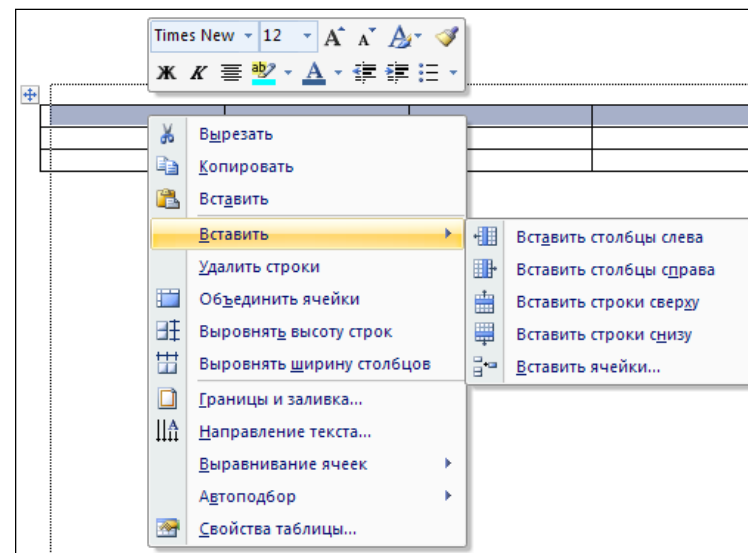 Times New 12 А А А
Ж К ab А
Вырезать
Копировать
Вставить
Вставить
Удалить строки
Объединить ячейки
Выровнять высоту строк
Выровнять ширину столбцов
Границы и заливка...
Направление текста...
Выравнивание ячеек
Автоподбор
Свойства таблицы...
Вставить столбцы слева
Вставить столбцы справа
Вставить строки сверху
Вставить строки снизу
Вставить ячейки...